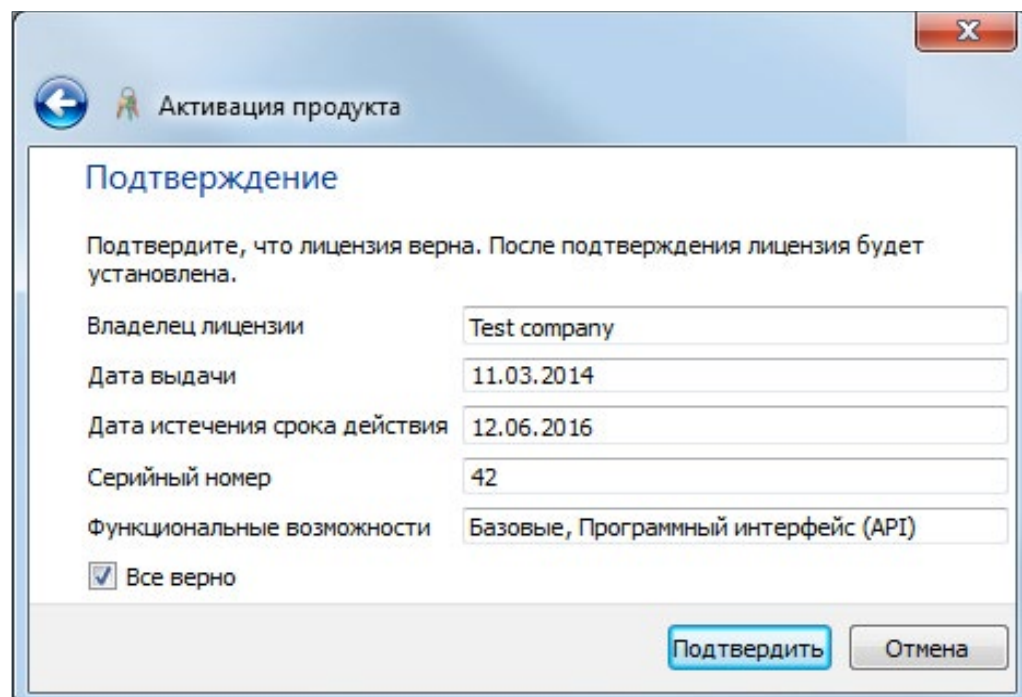 Активация продукта
Подтверждение
Подтвердите, что лицензия верна. После подтверждения лицензия будет
установлена.
Владелец лицензии Test company
Дата выдачи 11.03.2014
Дата истечения срока действия 12.06.2016
Серийный номер 42
Функциональные возможности Базовые, Программный интерфейс (API)
Все верно
Подтвердить Отмена